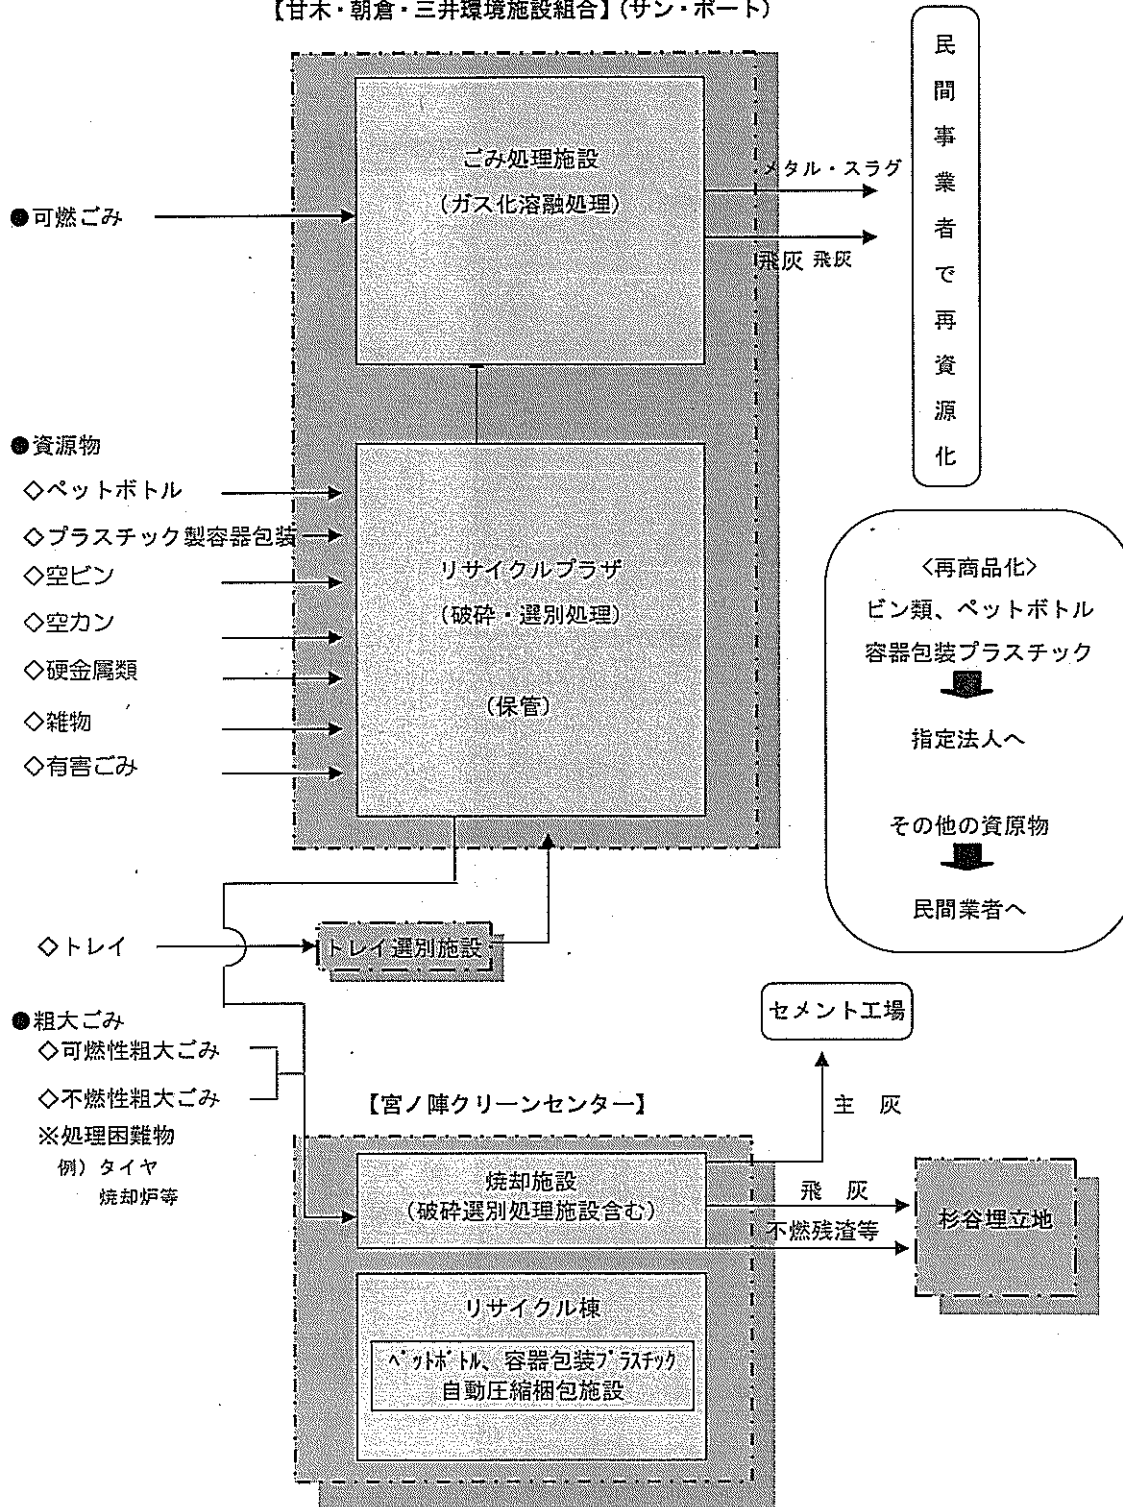 【甘木・朝倉・三井環境施設組合】(サン・ポート)
ごみ処理施設
(ガス化溶融処理)
メタル・スラグ
飛灰 飛灰
民間事業者で再資源化
●可燃ごみ
●資源物
◇ペットボトル
◇プラスチック製容器包装
◇空ビン
◇空カン
◇硬金属類
◇雑物
◇有害ごみ
リサイクルプラザ
(破砕・選別処理)
(保管)
<再商品化>
ビン類、ペットボトル
容器包装プラスチック
指定法人へ
その他の資原物
民間業者へ
◇トレイ
トレイ選別施設
●粗大ごみ
◇可燃性粗大ごみ
◇不燃性粗大ごみ
※処理困難物
例) タイヤ
焼却炉等
セメント工場
主 灰
【宮ノ陣クリーンセンター】
焼却施設
(破砕選別処理施設含む)
飛 灰
不燃残渣等
杉谷埋立地
リサイクル棟
ペットボトル、容器包装プラスチック
自動圧縮梱包施設